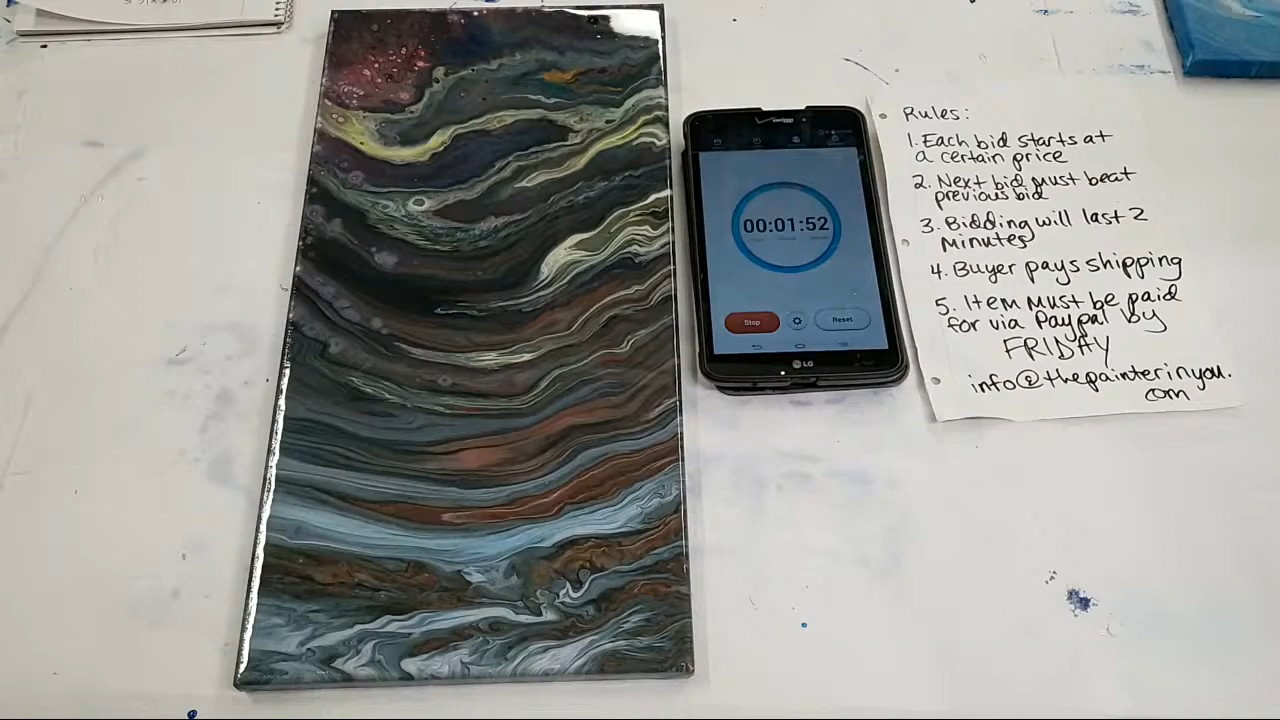 verizon
00:01:52
Stop
Reset
LG
Rules:
1. Each bid starts at
a certain price
2. Next bid must beat
previous bid
3. Bidding will last 2
minutes
4. Buyer pays shipping
5. Item must be paid
for via Paypal by
FRIDAY
info@thepainterinyou.
com